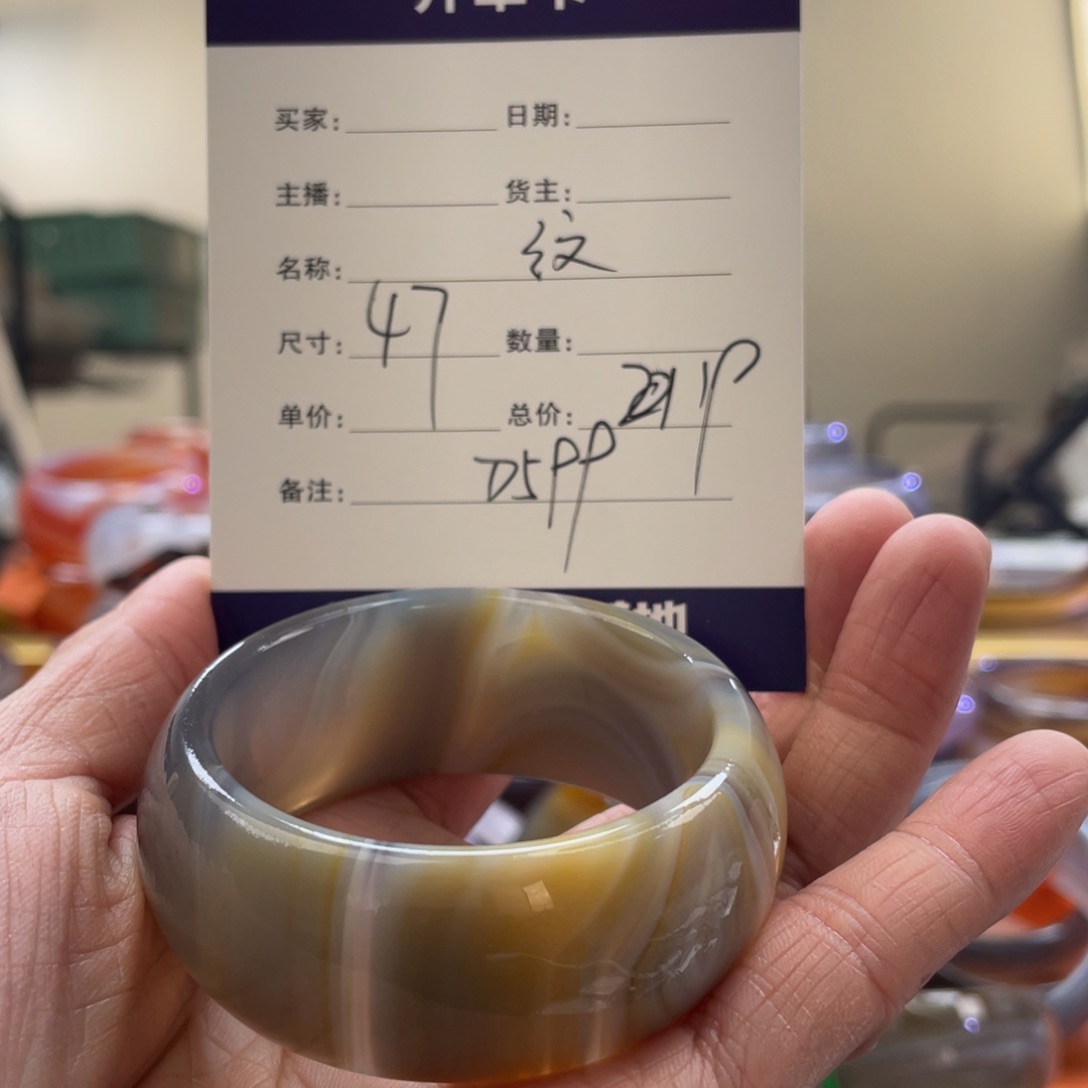 买家: 日期:
主播: 货主:
名称: 纹
尺寸: 47 数量:
单价: 总价:
备注: D5PP